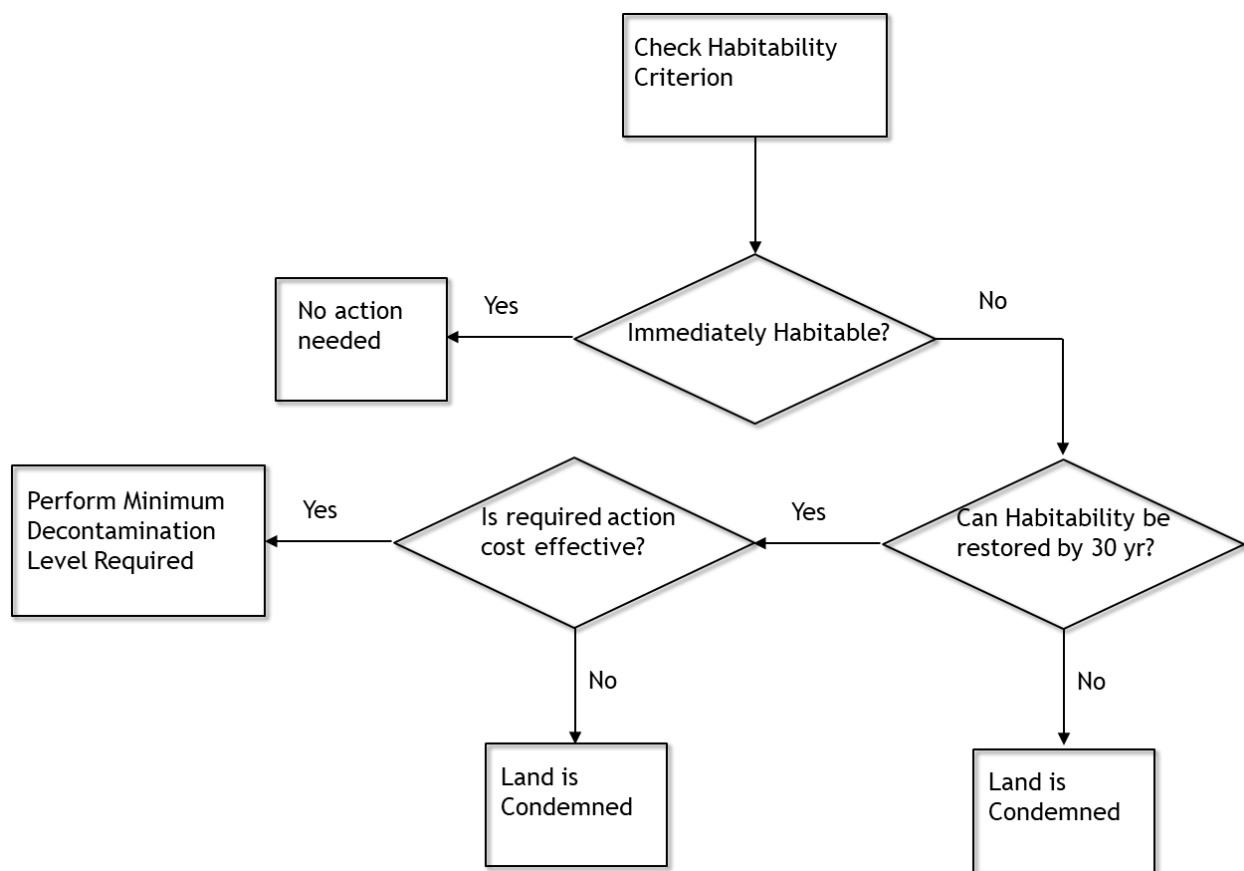 Check Habitability
Criterion
No action
needed
Yes
Immediately Habitable?
No
Perform Minimum
Decontamination
Level Required
Yes
Is required action
cost effective?
Yes
Can Habitability be
restored by 30 yr?
No
No
Land is
Condemned
Land is
Condemned